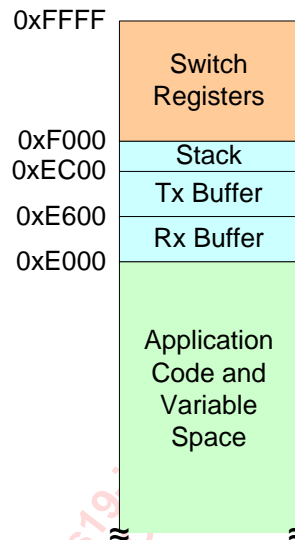 0xFFFF
Switch
Registers
0xF000
Stack
0xEC00
Tx Buffer
0xE600
Rx Buffer
0xE000
Application
Code and
Variable
Space